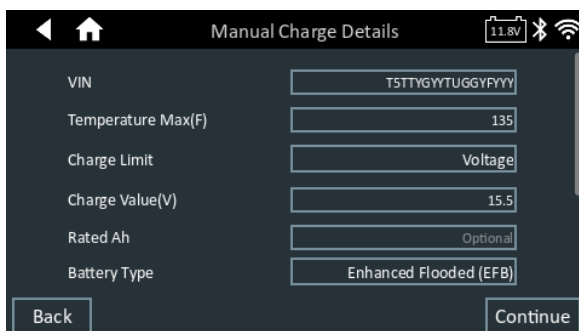 Manual Charge Details 11.8V
VIN T5TTYGYYTUGGYFYYY
Temperature Max(F) 135
Charge Limit Voltage
Charge Value(V) 15.5
Rated Ah Optional
Battery Type Enhanced Flooded (EFB)
Back Continue